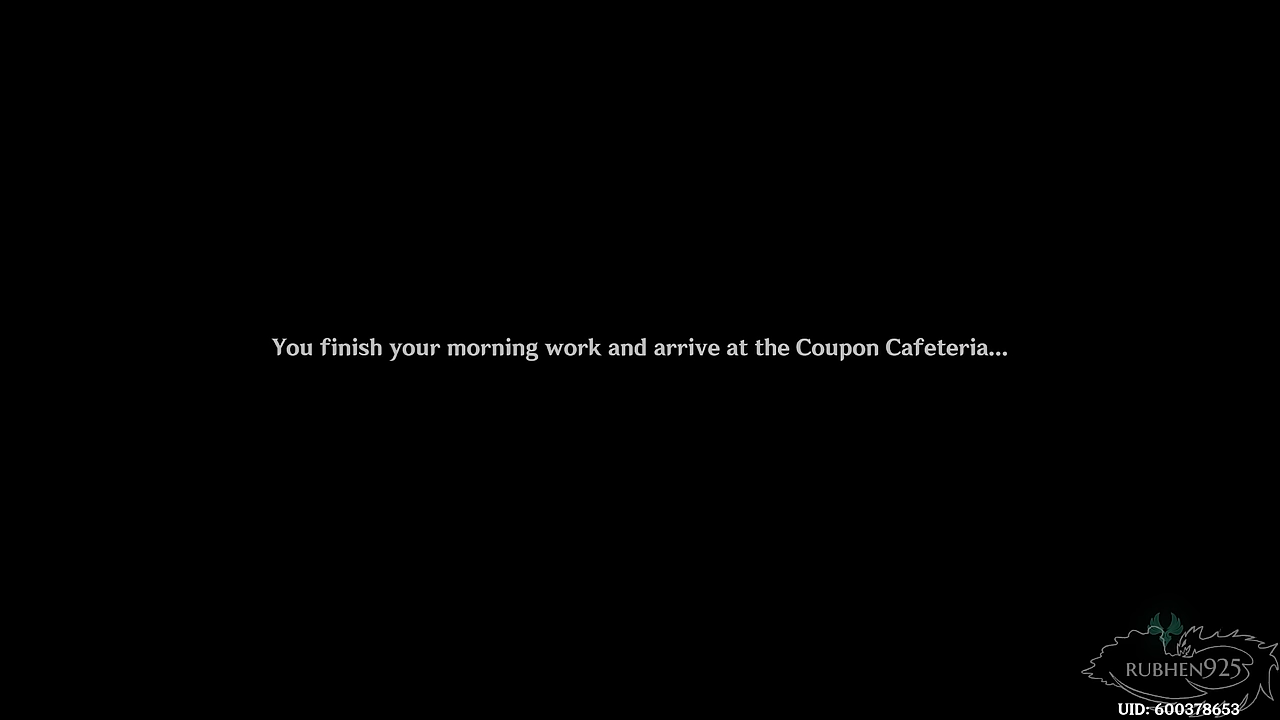 You finish your morning work and arrive at the Coupon Cafeteria...
RUBHEN925
UID: 600378653